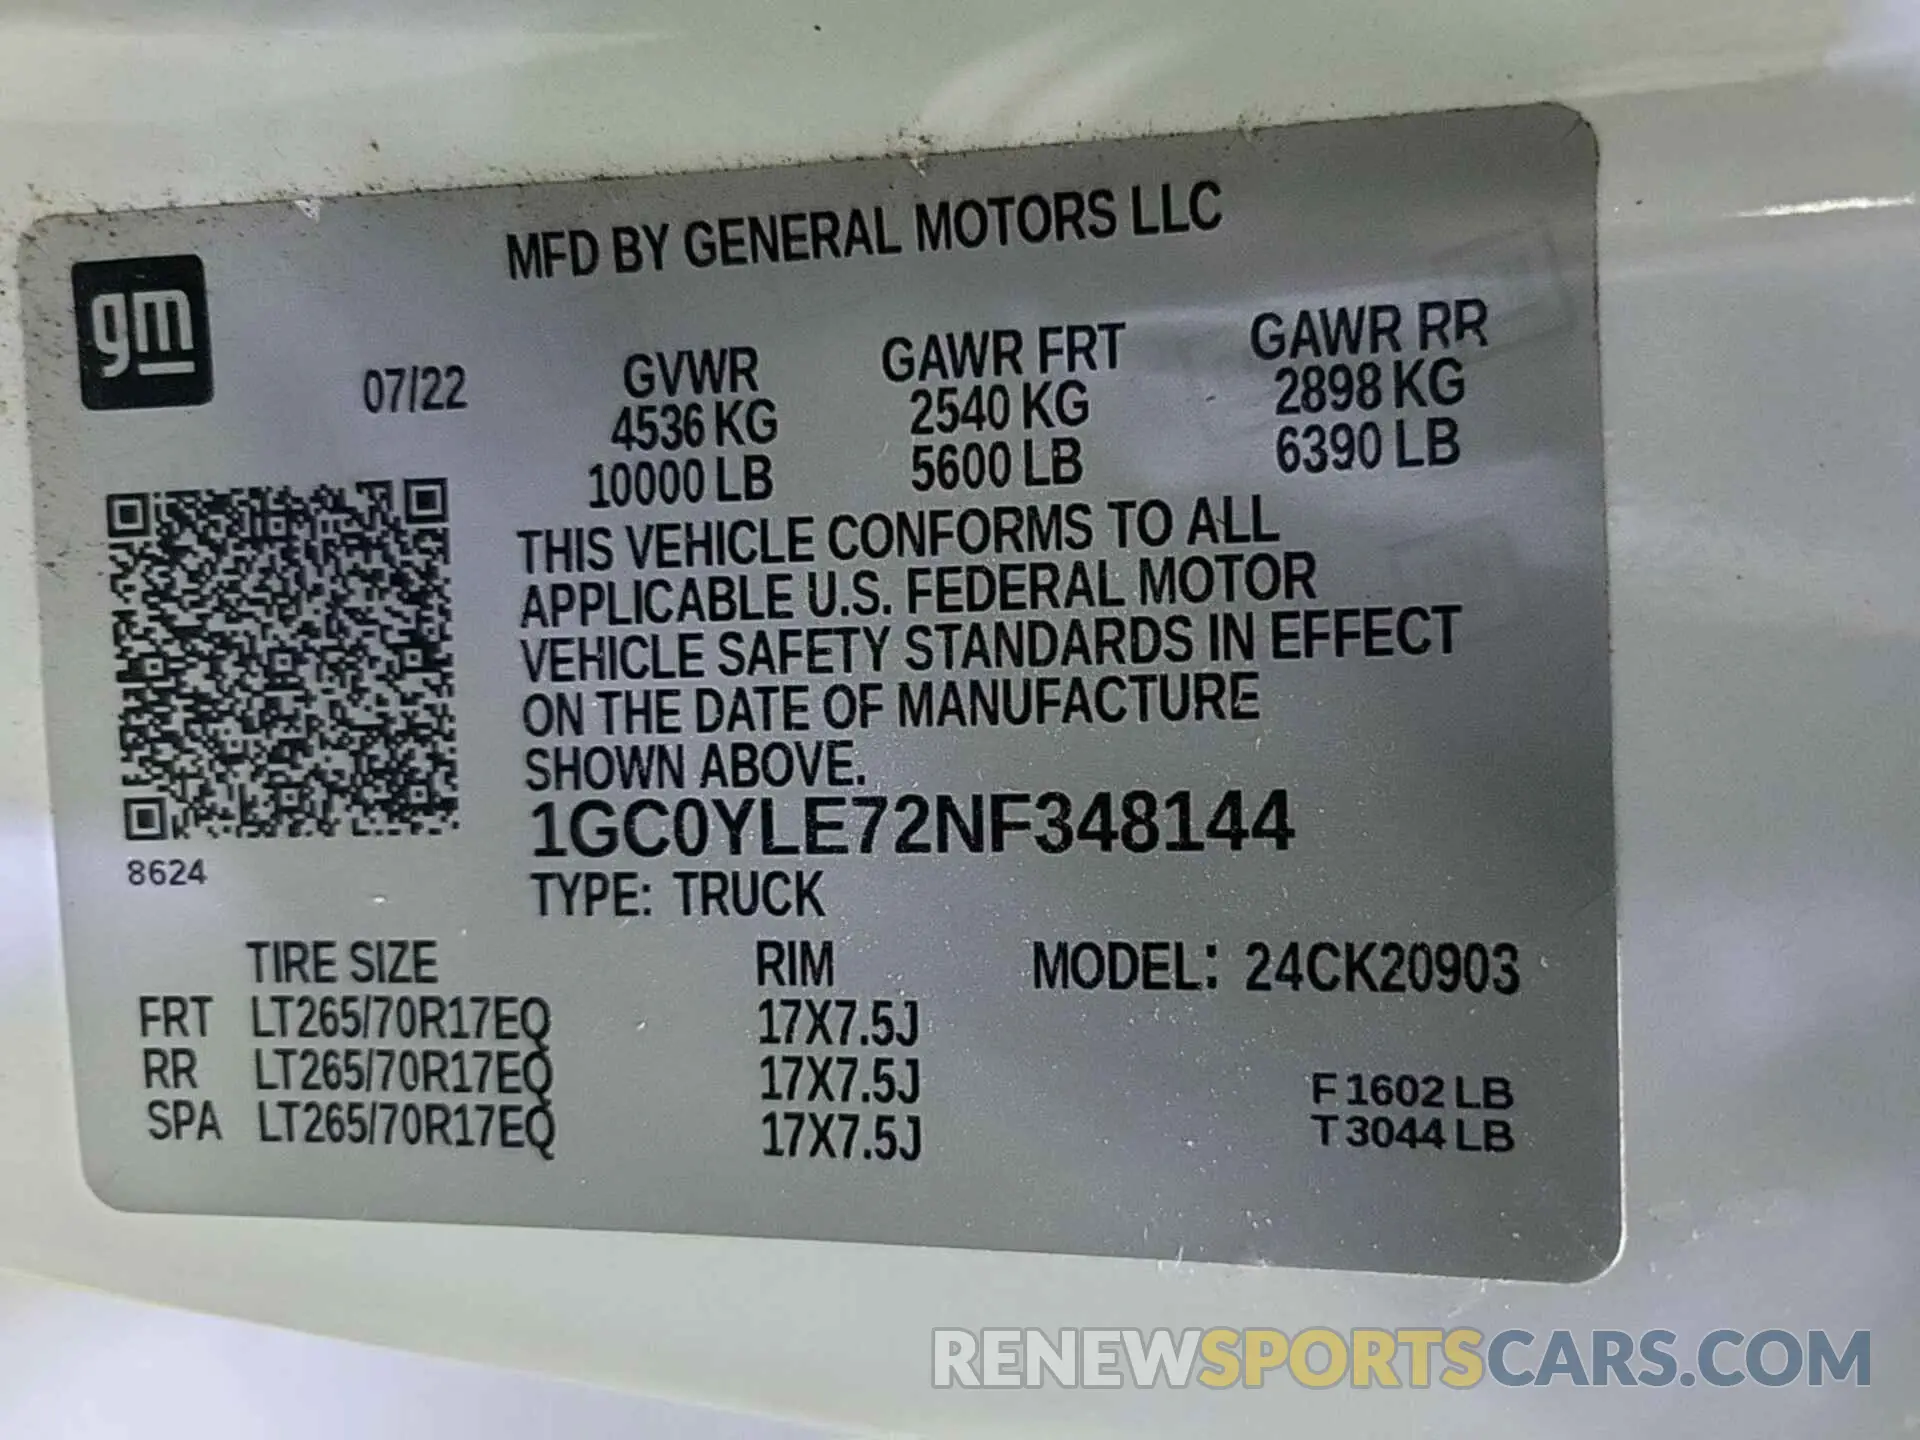 MFD BY GENERAL MOTORS LLC
gm
07/22
GVWR GAWR FRT GAWR RR
4536 KG 2540 KG 2898 KG
10000 LB 5600 LB 6390 LB
THIS VEHICLE CONFORMS TO ALL
APPLICABLE U.S. FEDERAL MOTOR
VEHICLE SAFETY STANDARDS IN EFFECT
ON THE DATE OF MANUFACTURE
SHOWN ABOVE.
1GC0YLE72NF348144
8624
TYPE: TRUCK
TIRE SIZE RIM MODEL: 24CK20903
FRT LT265/70R17EQ 17X7.5J
RR LT265/70R17EQ 17X7.5J
SPA LT265/70R17EQ 17X7.5J
F 1602 LB
T 3044 LB
RENEWSPORTSCARS.COM